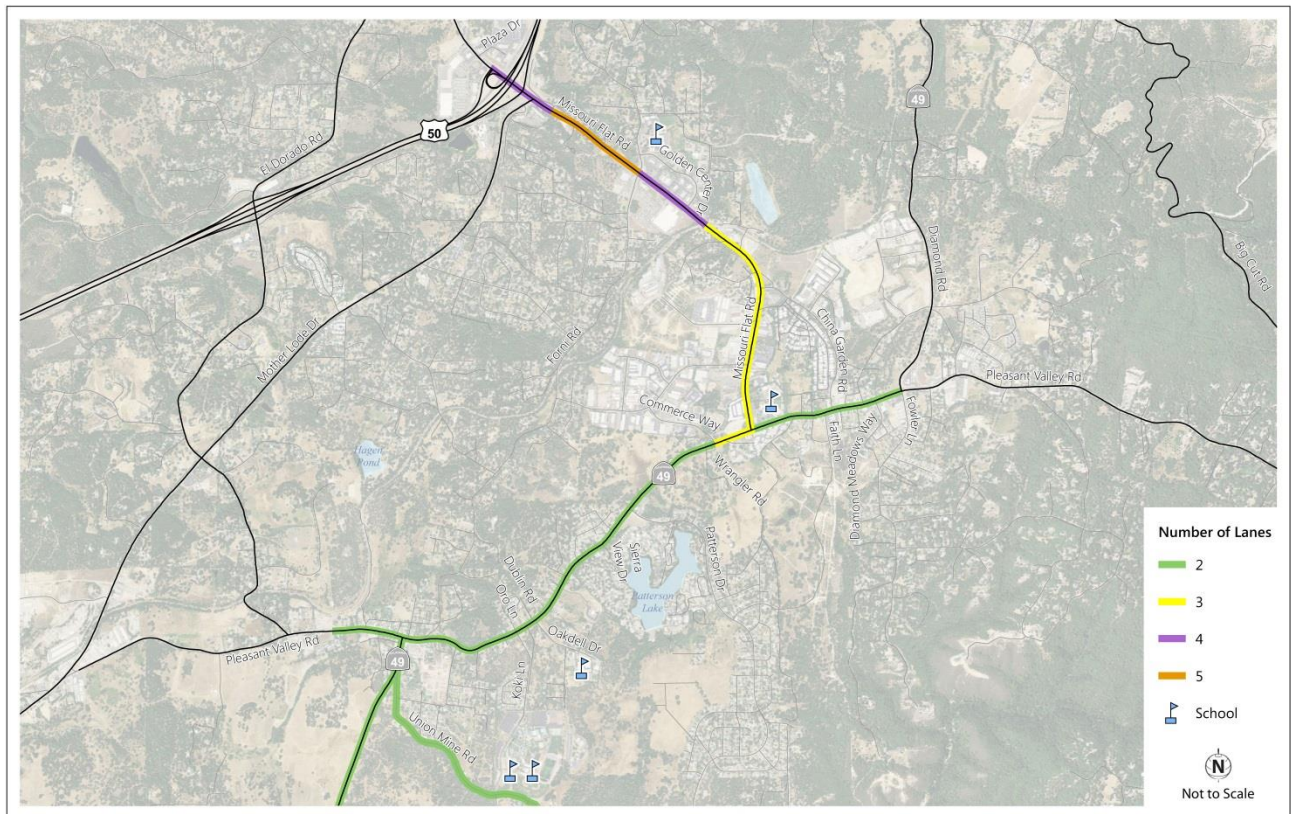 Plaza Dr
Missouri Flat Rd
49
50
El Dorado Rd
Golden Center Dr
Diamond Rd
Big Cut Rd
Mother Lode Dr
Forni Rd
Missouri Flat Rd
China Garden Rd
Pleasant Valley Rd
Commerce Way
Faith Ln
Diamond Meadows Way
Fowler Ln
Hagen
Pond
49
Wrangler Rd
Sierra
View Dr
Patterson Dr
Patterson
Lake
Dublin Rd
Oro Ln
Oakdell Dr
Pleasant Valley Rd
49
Koki Ln
Union Mine Rd
Number of Lanes
2
3
4
5
School
N
Not to Scale